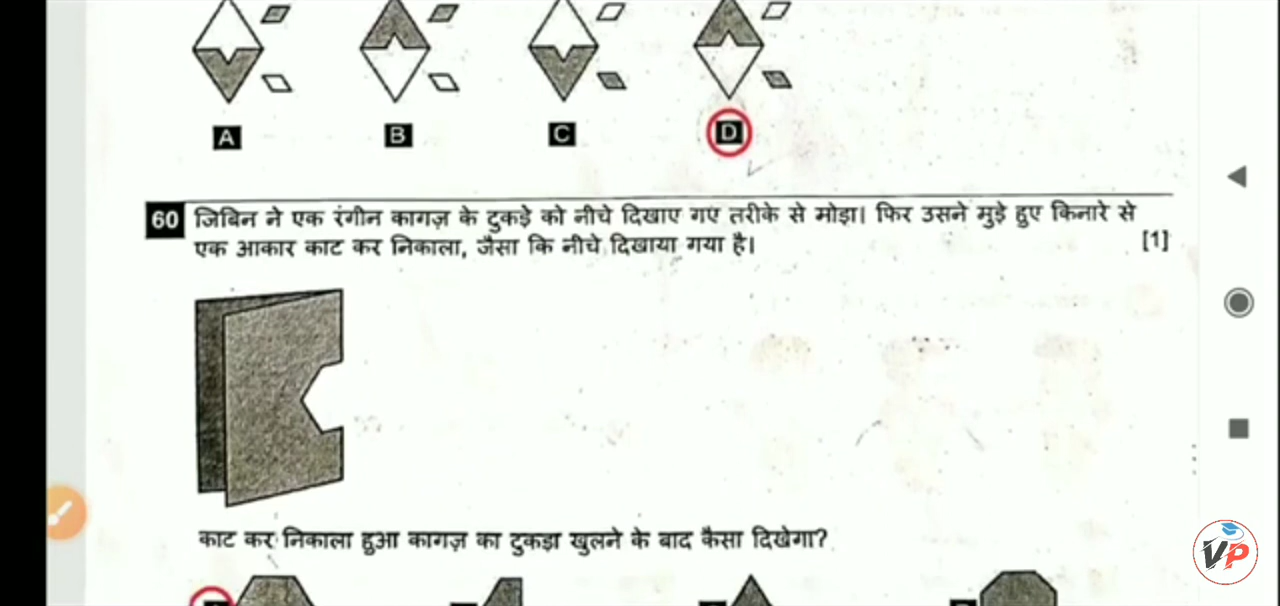 A B C D
60 जिबिन ने एक रंगीन कागज़ के टुकड़े को नीचे दिखाए गए तरीके से मोड़ा। फिर उसने मुड़े हुए किनारे से
एक आकार काट कर निकाला, जैसा कि नीचे दिखाया गया है। [1]
काट कर निकाला हुआ कागज़ का टुकड़ा खुलने के बाद कैसा दिखेगा?
VP